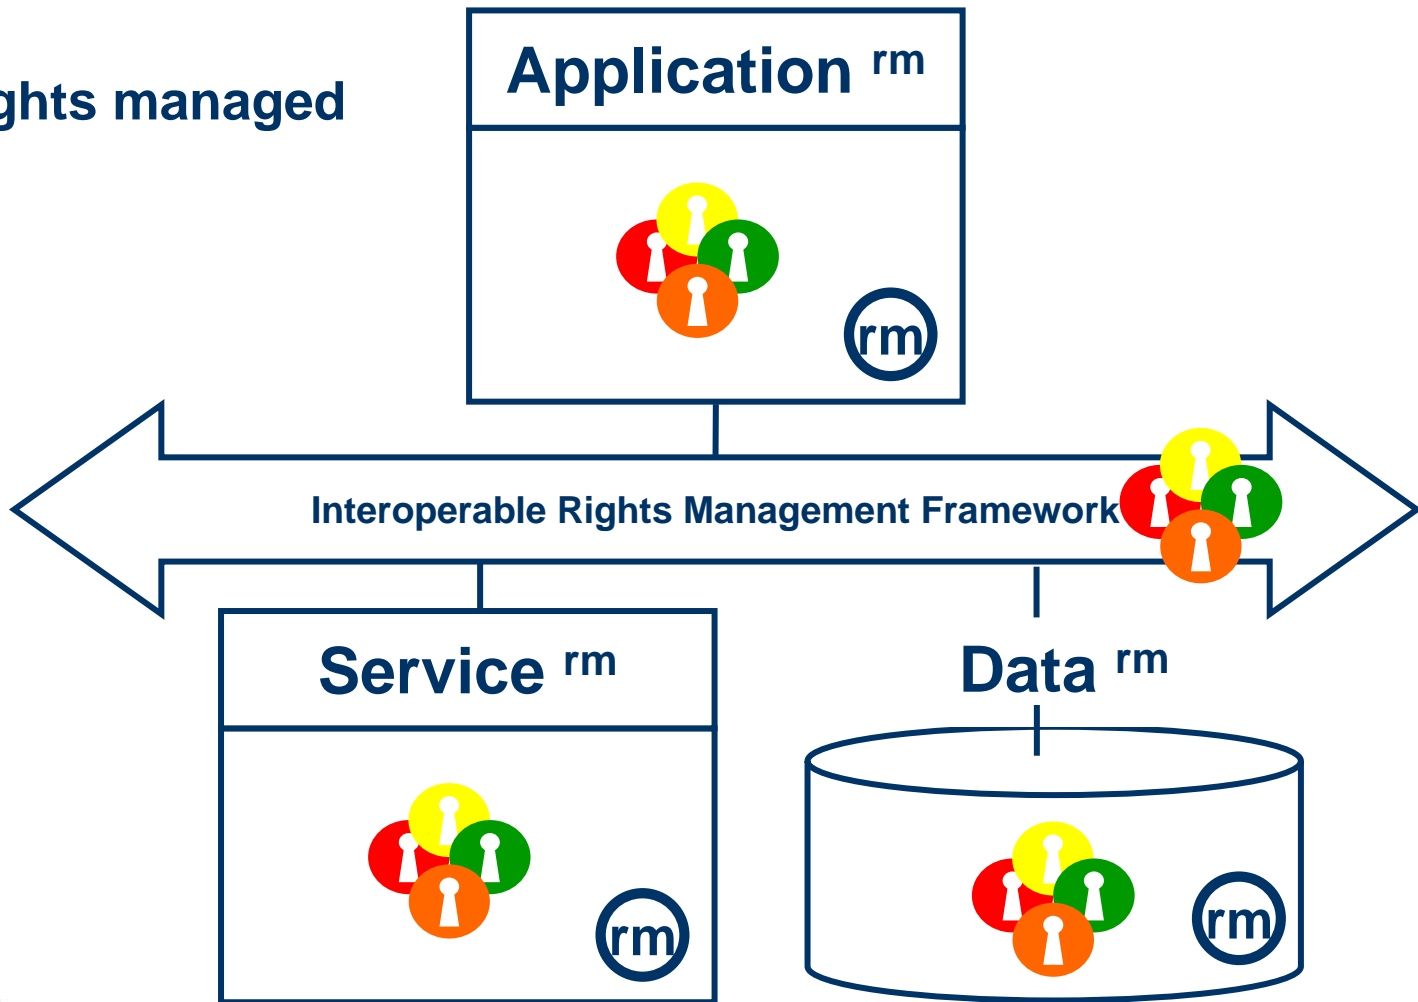 Application rm
ghts managed
rm
Interoperable Rights Management Framework
Service rm
Data rm
rm
rm